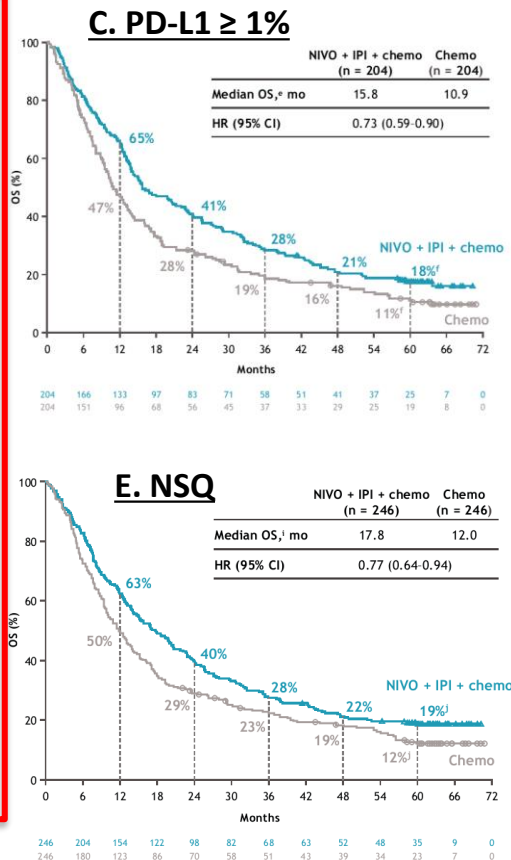 C. PD-L1 ≥ 1%
NIVO + IPI + chemo Chemo
(n = 204) (n = 204)
Median OS,ᵉ mo 15.8 10.9
HR (95% CI) 0.73 (0.59-0.90)
100
80
60
40
20
0
OS (%)
65%
47%
41%
28%
28%
19%
21%
16%
NIVO + IPI + chemo
18%ᶠ
11%ᶠ
Chemo
0 6 12 18 24 30 36 42 48 54 60 66 72
Months
204 166 133 97 83 71 58 51 41 37 25 7 0
204 151 96 68 56 45 37 33 29 25 19 8 0
E. NSQ
NIVO + IPI + chemo Chemo
(n = 246) (n = 246)
Median OS,ⁱ mo 17.8 12.0
HR (95% CI) 0.77 (0.64-0.94)
100
80
60
40
20
0
OS (%)
63%
50%
40%
29%
28%
23%
22%
19%
NIVO + IPI + chemo
19%ʲ
12%ʲ
Chemo
0 6 12 18 24 30 36 42 48 54 60 66 72
Months
246 204 154 122 98 82 68 63 52 48 35 9 0
246 180 123 86 70 58 51 43 39 34 23 7 0